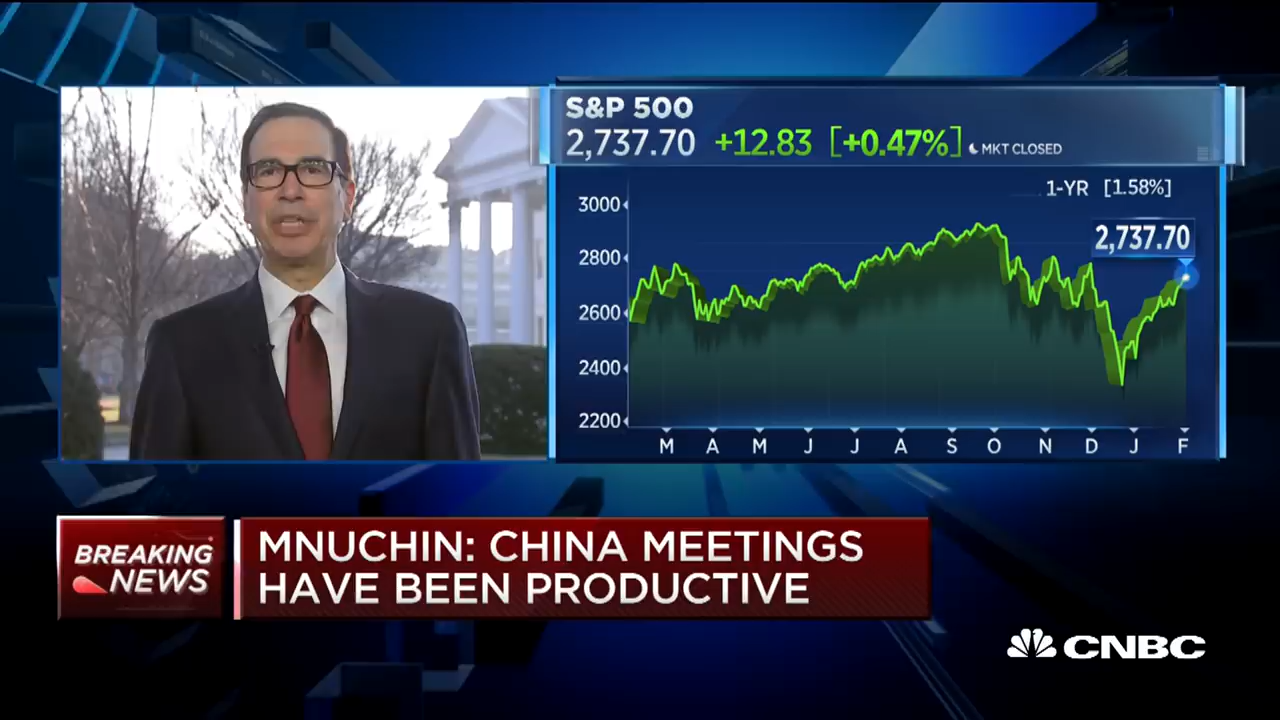 S&P 500
2,737.70 +12.83 [+0.47%] MKT CLOSED
1-YR [1.58%]
3000
2,737.70
2800
2600
2400
2200
M A M J J A S O N D J F
BREAKING
NEWS
MNUCHIN: CHINA MEETINGS
HAVE BEEN PRODUCTIVE
CNBC